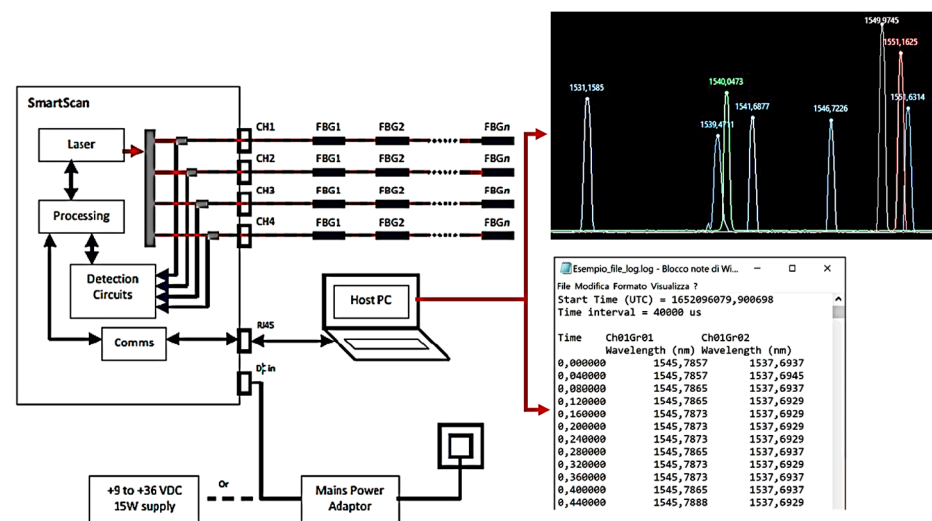 SmartScan
Laser
Processing
Detection
Circuits
Comms
CH1
FBG1
FBG2
FBGn
CH2
FBG1
FBG2
FBGn
CH3
FBG1
FBG2
FBGn
CH4
FBG1
FBG2
FBGn
RJ45
DC in
Host PC
+9 to +36 VDC
15W supply
Or
Mains Power
Adaptor
1531,1585
1539,4711
1540,0473
1541,6877
1546,7226
1549,9745
1551,1625
1551,6314
Esempio_file_log.log - Blocco note di Wi...
File Modifica Formato Visualizza ?
Start Time (UTC) = 1652096079,900698
Time interval = 40000 us
Time Ch01Gr01 Ch01Gr02
Wavelength (nm) Wavelength (nm)
0,000000 1545,7857 1537,6937
0,040000 1545,7857 1537,6945
0,080000 1545,7865 1537,6937
0,120000 1545,7865 1537,6929
0,160000 1545,7873 1537,6929
0,200000 1545,7873 1537,6929
0,240000 1545,7873 1537,6929
0,280000 1545,7865 1537,6937
0,320000 1545,7873 1537,6929
0,360000 1545,7873 1537,6937
0,400000 1545,7865 1537,6937
0,440000 1545,7888 1537,6929